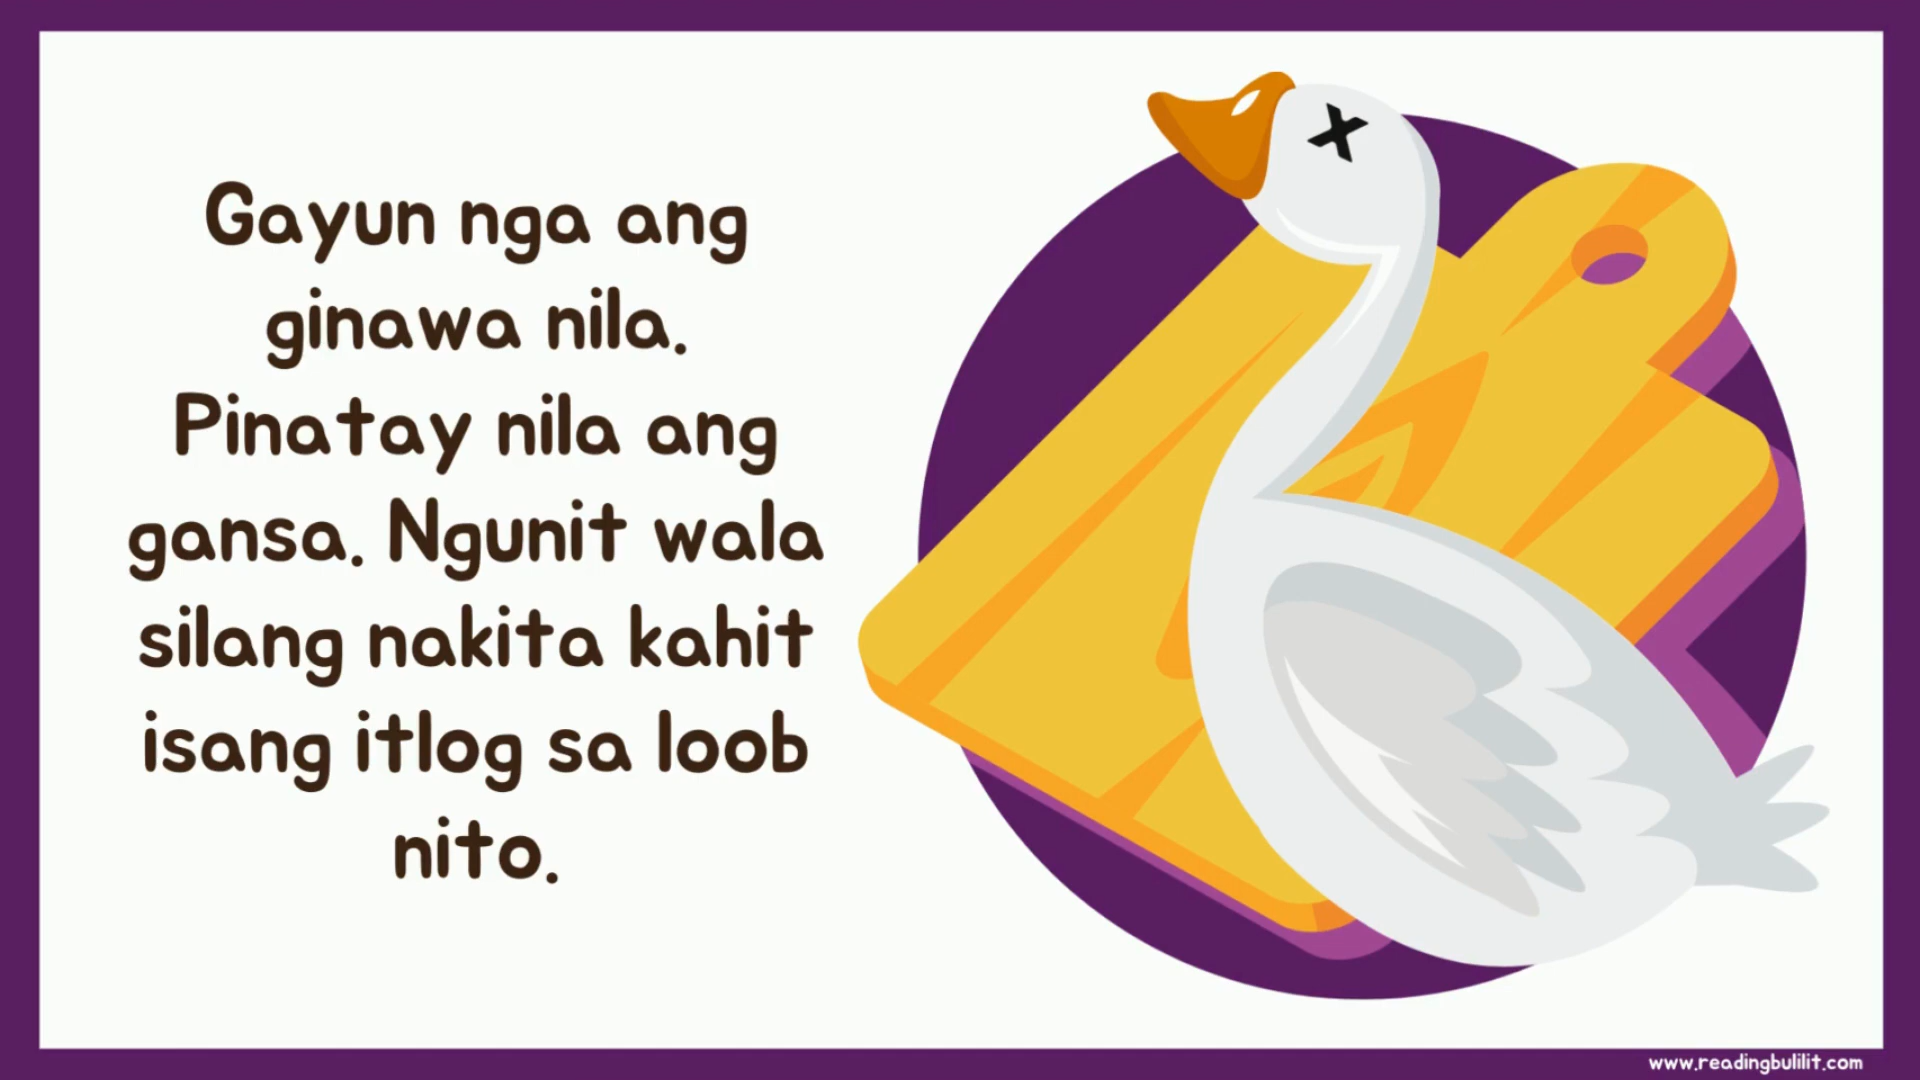 Gayun nga ang
ginawa nila.
Pinatay nila ang
gansa. Ngunit wala
silang nakita kahit
isang itlog sa loob
nito.
www.readingbulilit.com